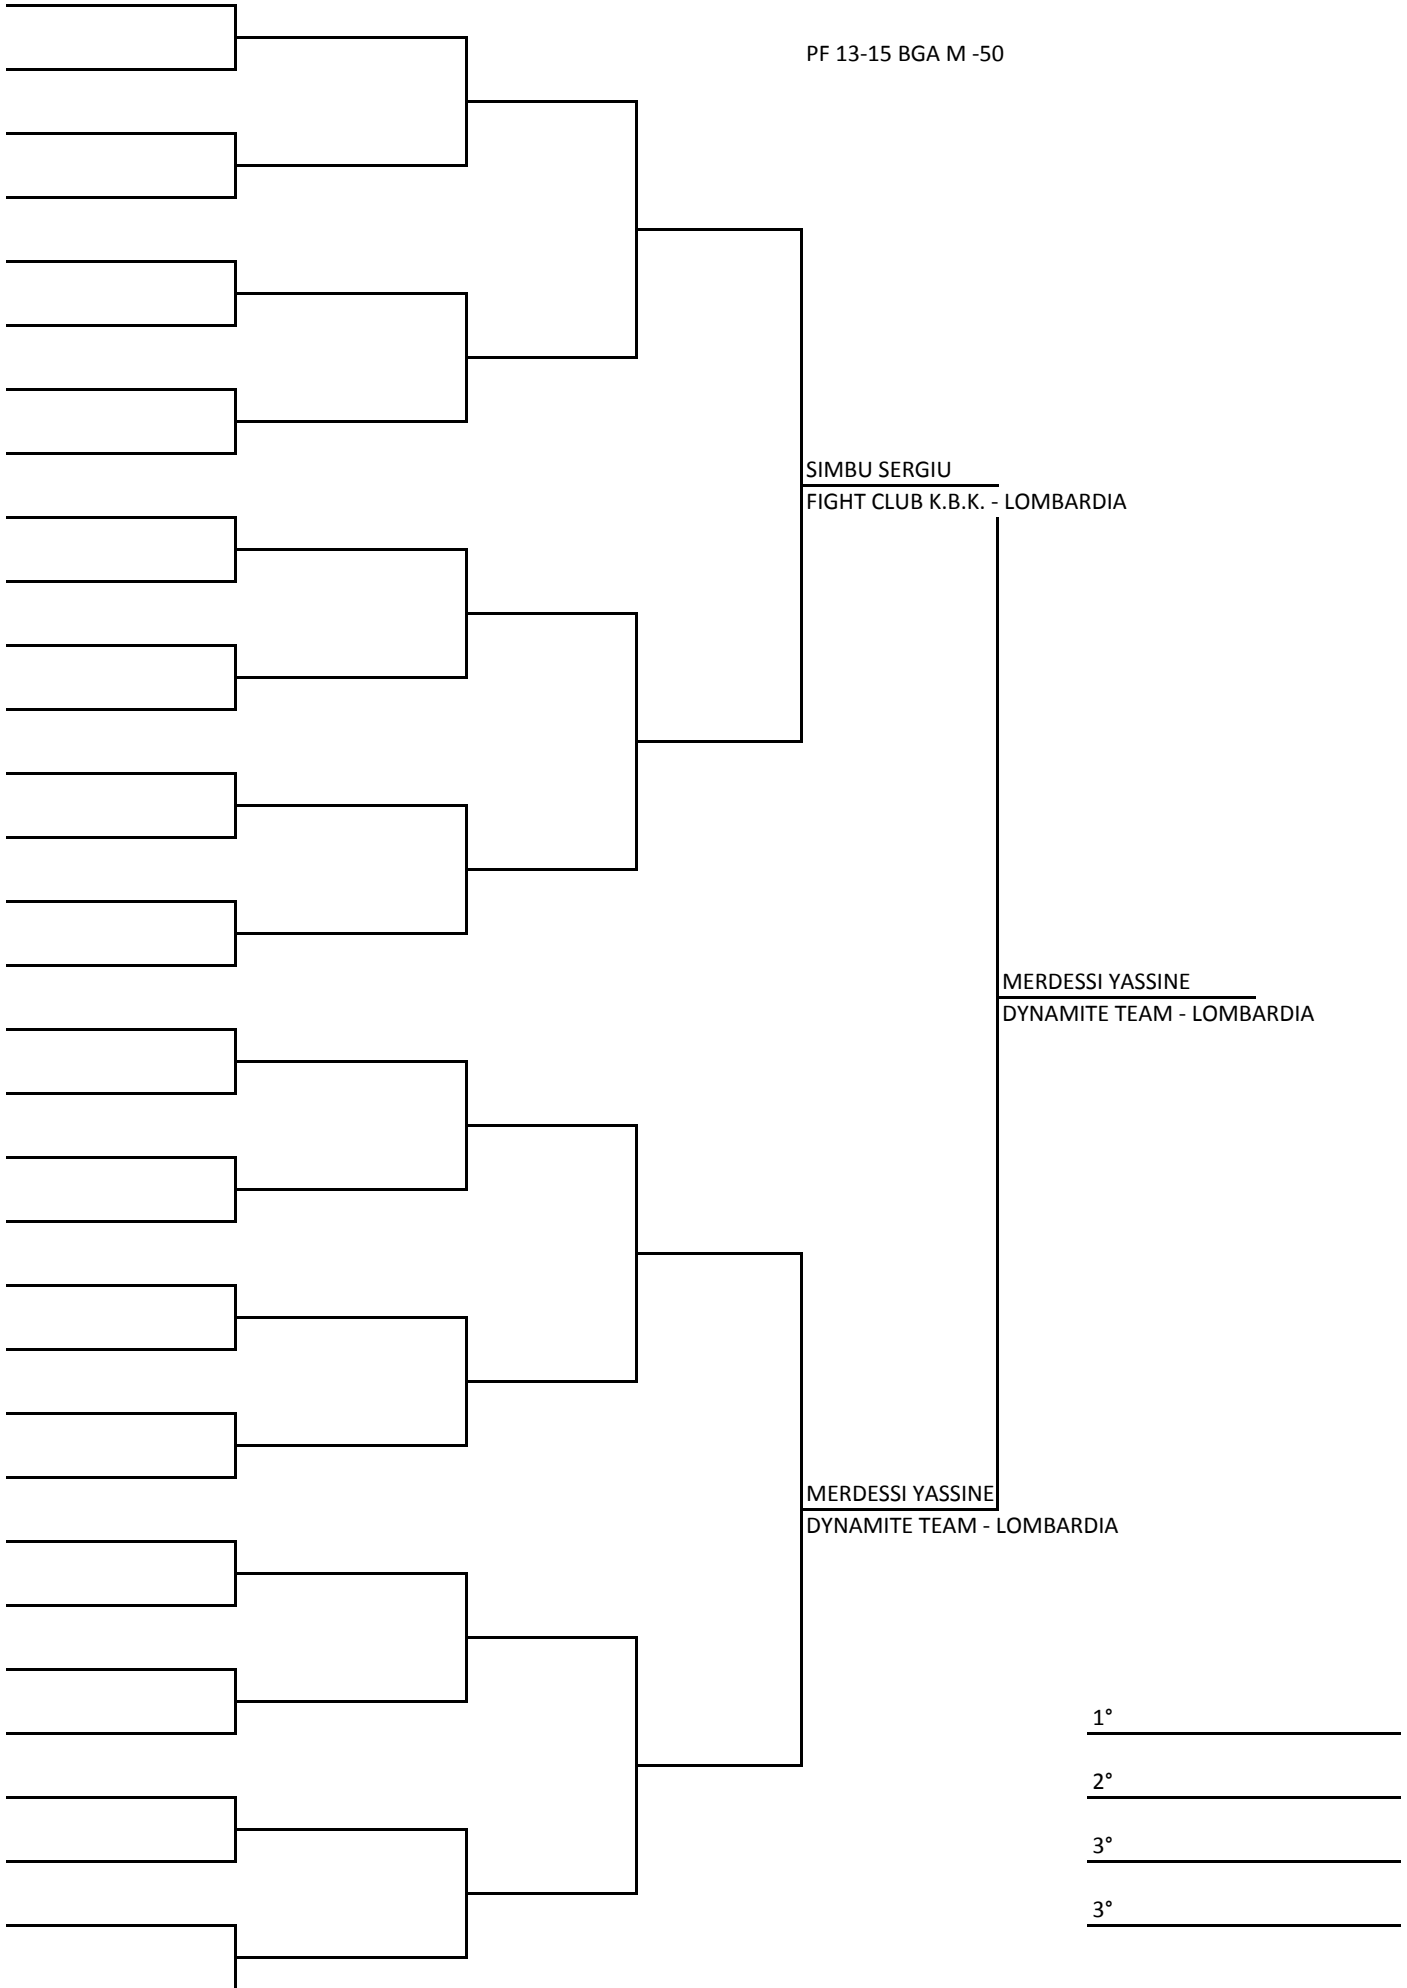 PF 13-15 BGA M -50
SIMBU SERGIU
FIGHT CLUB K.B.K. - LOMBARDIA
MERDESSI YASSINE
DYNAMITE TEAM - LOMBARDIA
MERDESSI YASSINE
DYNAMITE TEAM - LOMBARDIA
1°
2°
3°
3°